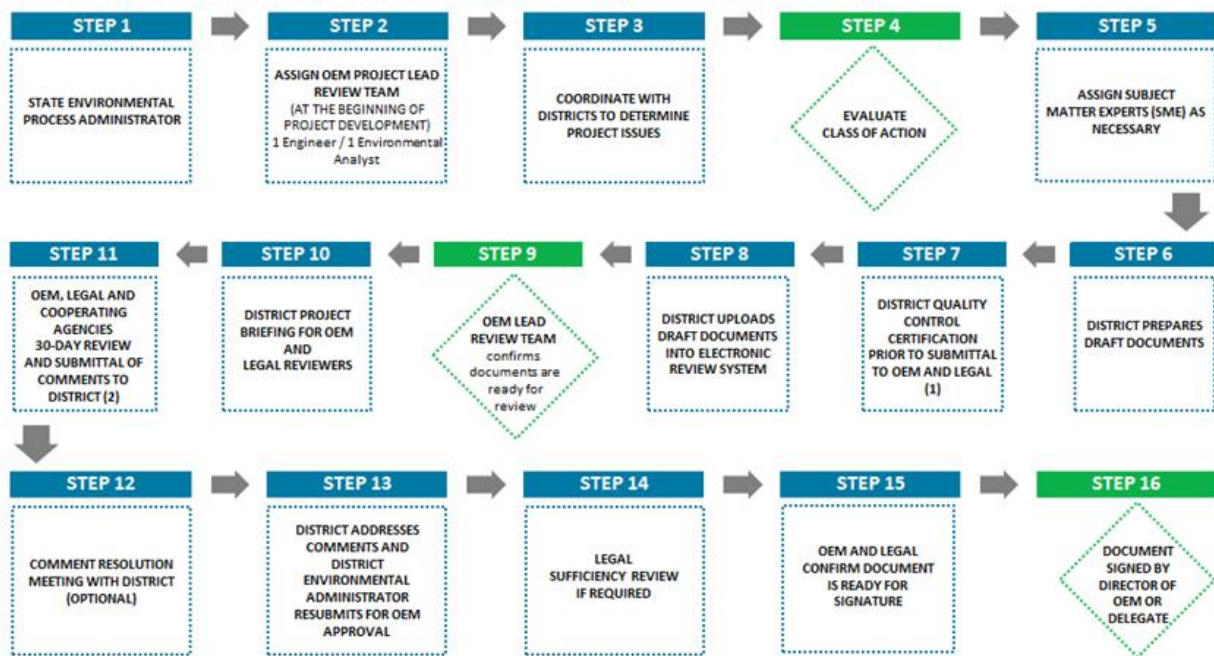 STEP 1
STATE ENVIRONMENTAL
PROCESS ADMINISTRATOR
STEP 2
ASSIGN OEM PROJECT LEAD
REVIEW TEAM
(AT THE BEGINNING OF
PROJECT DEVELOPMENT)
1 Engineer / 1 Environmental
Analyst
STEP 3
COORDINATE WITH
DISTRICTS TO DETERMINE
PROJECT ISSUES
STEP 4
EVALUATE
CLASS OF ACTION
STEP 5
ASSIGN SUBJECT
MATTER EXPERTS (SME) AS
NECESSARY
STEP 6
DISTRICT PREPARES
DRAFT DOCUMENTS
STEP 7
DISTRICT QUALITY
CONTROL
CERTIFICATION
PRIOR TO SUBMITTAL
TO OEM AND LEGAL
(1)
STEP 8
DISTRICT UPLOADS
DRAFT DOCUMENTS
INTO ELECTRONIC
REVIEW SYSTEM
STEP 9
OEM LEAD
REVIEW TEAM
confirms
documents are
ready for
review
STEP 10
DISTRICT PROJECT
BRIEFING FOR OEM
AND
LEGAL REVIEWERS
STEP 11
OEM, LEGAL AND
COOPERATING
AGENCIES
30-DAY REVIEW
AND SUBMITTAL OF
COMMENTS TO
DISTRICT (2)
STEP 12
COMMENT RESOLUTION
MEETING WITH DISTRICT
(OPTIONAL)
STEP 13
DISTRICT ADDRESSES
COMMENTS AND
DISTRICT
ENVIRONMENTAL
ADMINISTRATOR
RESUBMITS FOR OEM
APPROVAL
STEP 14
LEGAL
SUFFICIENCY REVIEW
IF REQUIRED
STEP 15
OEM AND LEGAL
CONFIRM DOCUMENT
IS READY FOR
SIGNATURE
STEP 16
DOCUMENT
SIGNED BY
DIRECTOR OF
OEM OR
DELEGATE